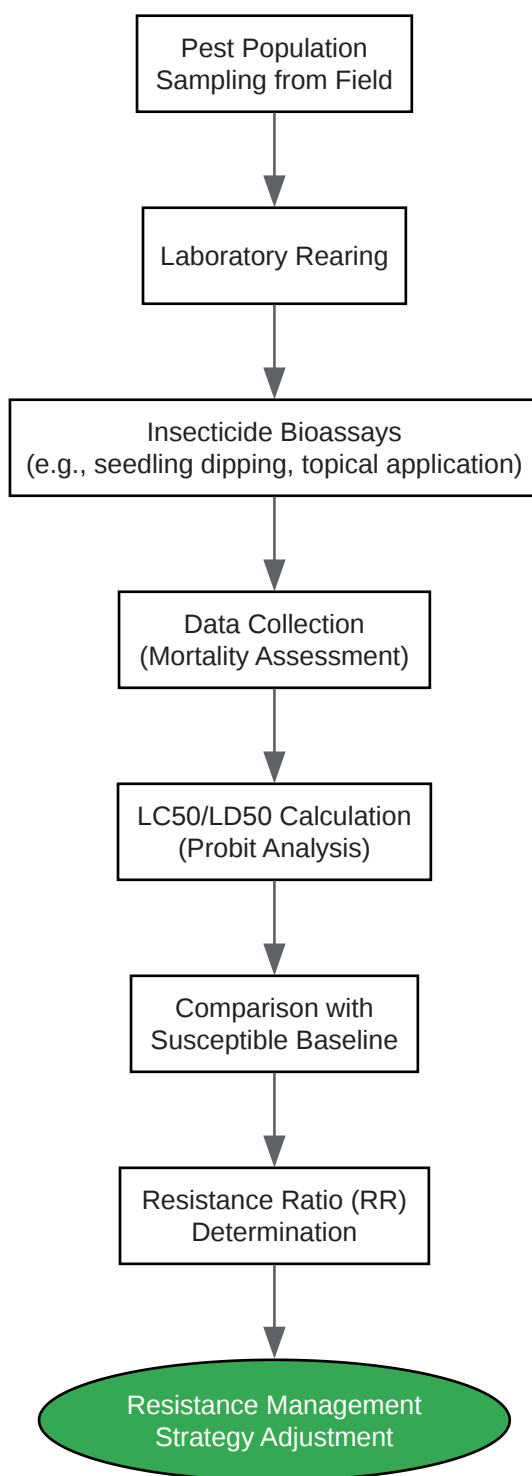 Pest Population
Sampling from Field
Laboratory Rearing
Insecticide Bioassays
(e.g., seedling dipping, topical application)
Data Collection
(Mortality Assessment)
LC50/LD50 Calculation
(Probit Analysis)
Comparison with
Susceptible Baseline
Resistance Ratio (RR)
Determination
Resistance Management
Strategy Adjustment